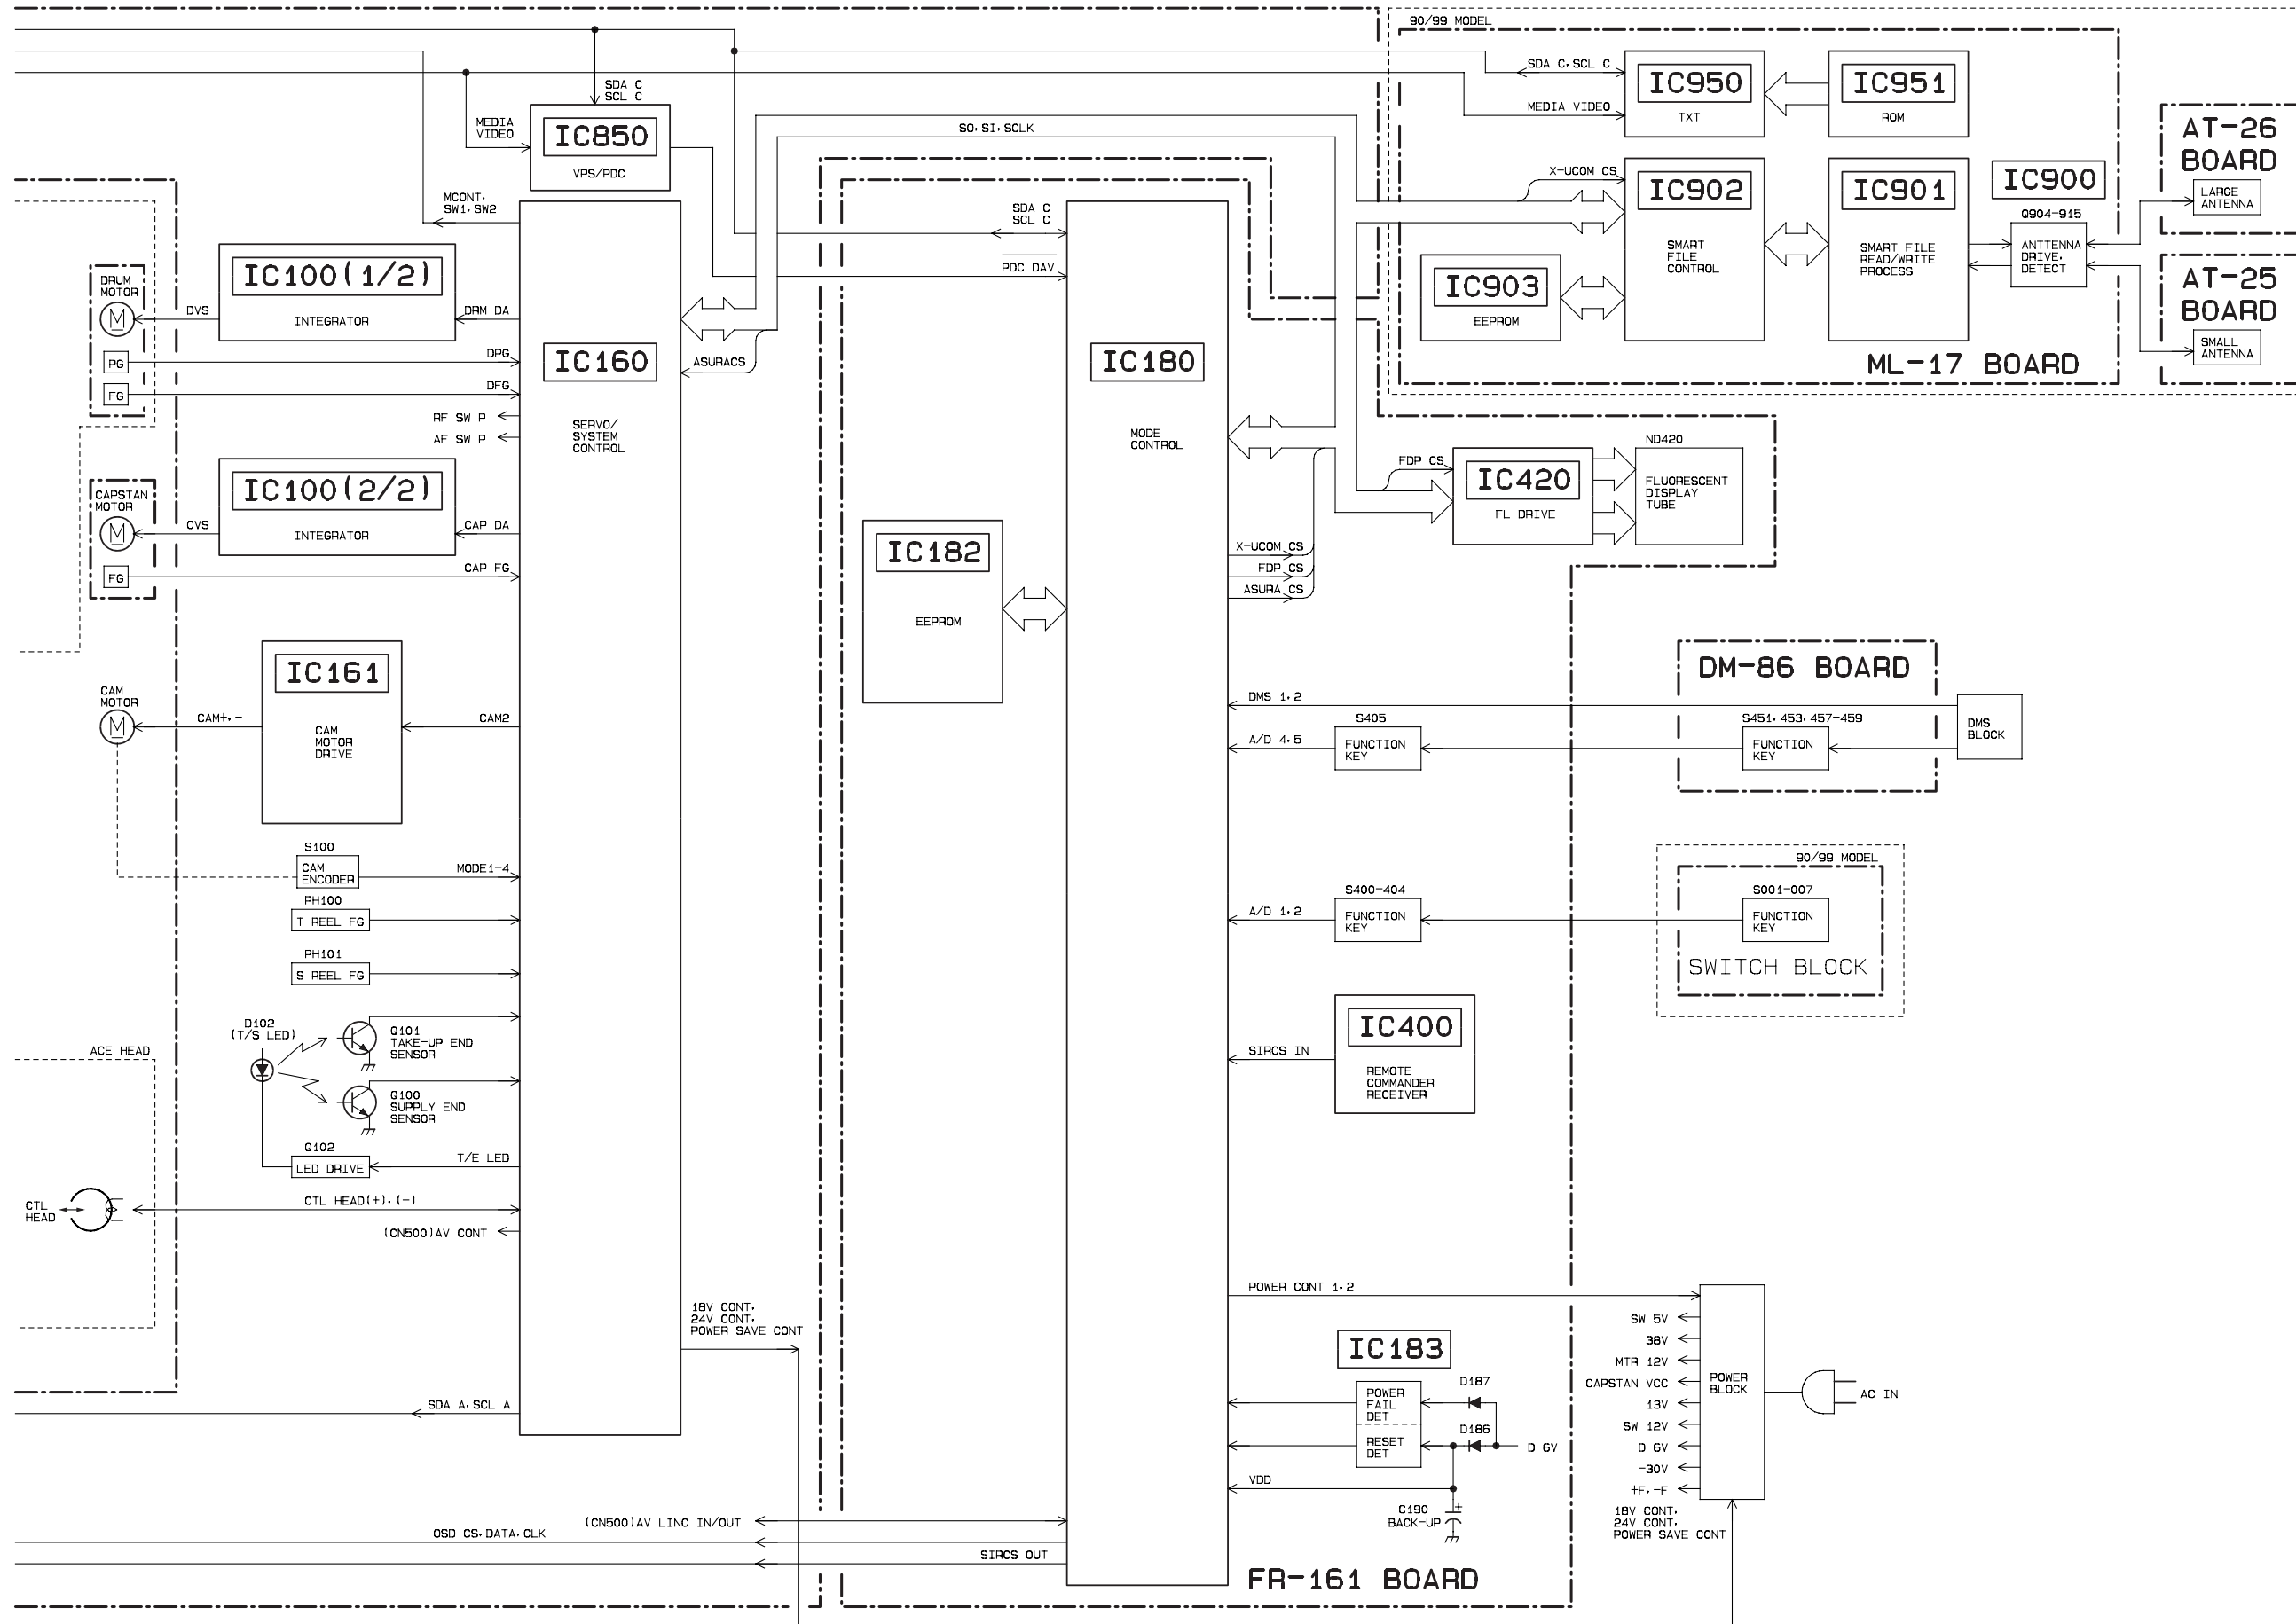 90/99 MODEL
SDA C, SCL C
MEDIA VIDEO
IC950
TXT
IC951
ROM
AT-26
BOARD
LARGE
ANTENNA
SDA C
SCL C
MEDIA
VIDEO
IC850
VPS/PDC
SO, SI, SCLK
X-UCOM CS
IC902
SMART
FILE
CONTROL
IC901
SMART FILE
READ/WRITE
PROCESS
IC900
Q904-915
ANTTENNA
DRIVE,
DETECT
AT-25
BOARD
SMALL
ANTENNA
IC903
EEPROM
ML-17 BOARD
MCONT,
SW1, SW2
SDA C
SCL C
PDC DAV
DRUM
MOTOR
M
PG
FG
DVS
IC100(1/2)
INTEGRATOR
DRM DA
DPG
DFG
RF SW P
AF SW P
IC160
SERVO/
SYSTEM
CONTROL
ASURACS
IC180
MODE
CONTROL
CAPSTAN
MOTOR
M
FG
CVS
IC100(2/2)
INTEGRATOR
CAP DA
CAP FG
FDP CS
IC420
FL DRIVE
ND420
FLUORESCENT
DISPLAY
TUBE
IC182
EEPROM
X-UCOM CS
FDP CS
ASURA CS
CAM
MOTOR
M
CAM+, -
IC161
CAM
MOTOR
DRIVE
CAM2
DM-86 BOARD
DMS 1, 2
S405
A/D 4, 5
FUNCTION
KEY
S451, 453, 457-459
FUNCTION
KEY
DMS
BLOCK
S100
CAM
ENCODER
MODE1-4
PH100
T REEL FG
PH101
S REEL FG
90/99 MODEL
S400-404
A/D 1, 2
FUNCTION
KEY
S001-007
FUNCTION
KEY
SWITCH BLOCK
D102
(T/S LED)
Q101
TAKE-UP END
SENSOR
Q100
SUPPLY END
SENSOR
ACE HEAD
IC400
SIRCS IN
REMOTE
COMMANDER
RECEIVER
Q102
LED DRIVE
T/E LED
CTL
HEAD
CTL HEAD(+), (-)
(CN500)AV CONT
18V CONT,
24V CONT,
POWER SAVE CONT
POWER CONT 1, 2
SW 5V
38V
MTR 12V
CAPSTAN VCC
13V
SW 12V
D 6V
-30V
+F, -F
POWER
BLOCK
AC IN
18V CONT,
24V CONT,
POWER SAVE CONT
IC183
POWER
FAIL
DET
RESET
DET
D187
D186
D 6V
VDD
C190
BACK-UP
+
SDA A, SCL A
(CN500)AV LINC IN/OUT
OSD CS, DATA, CLK
SIRCS OUT
FR-161 BOARD